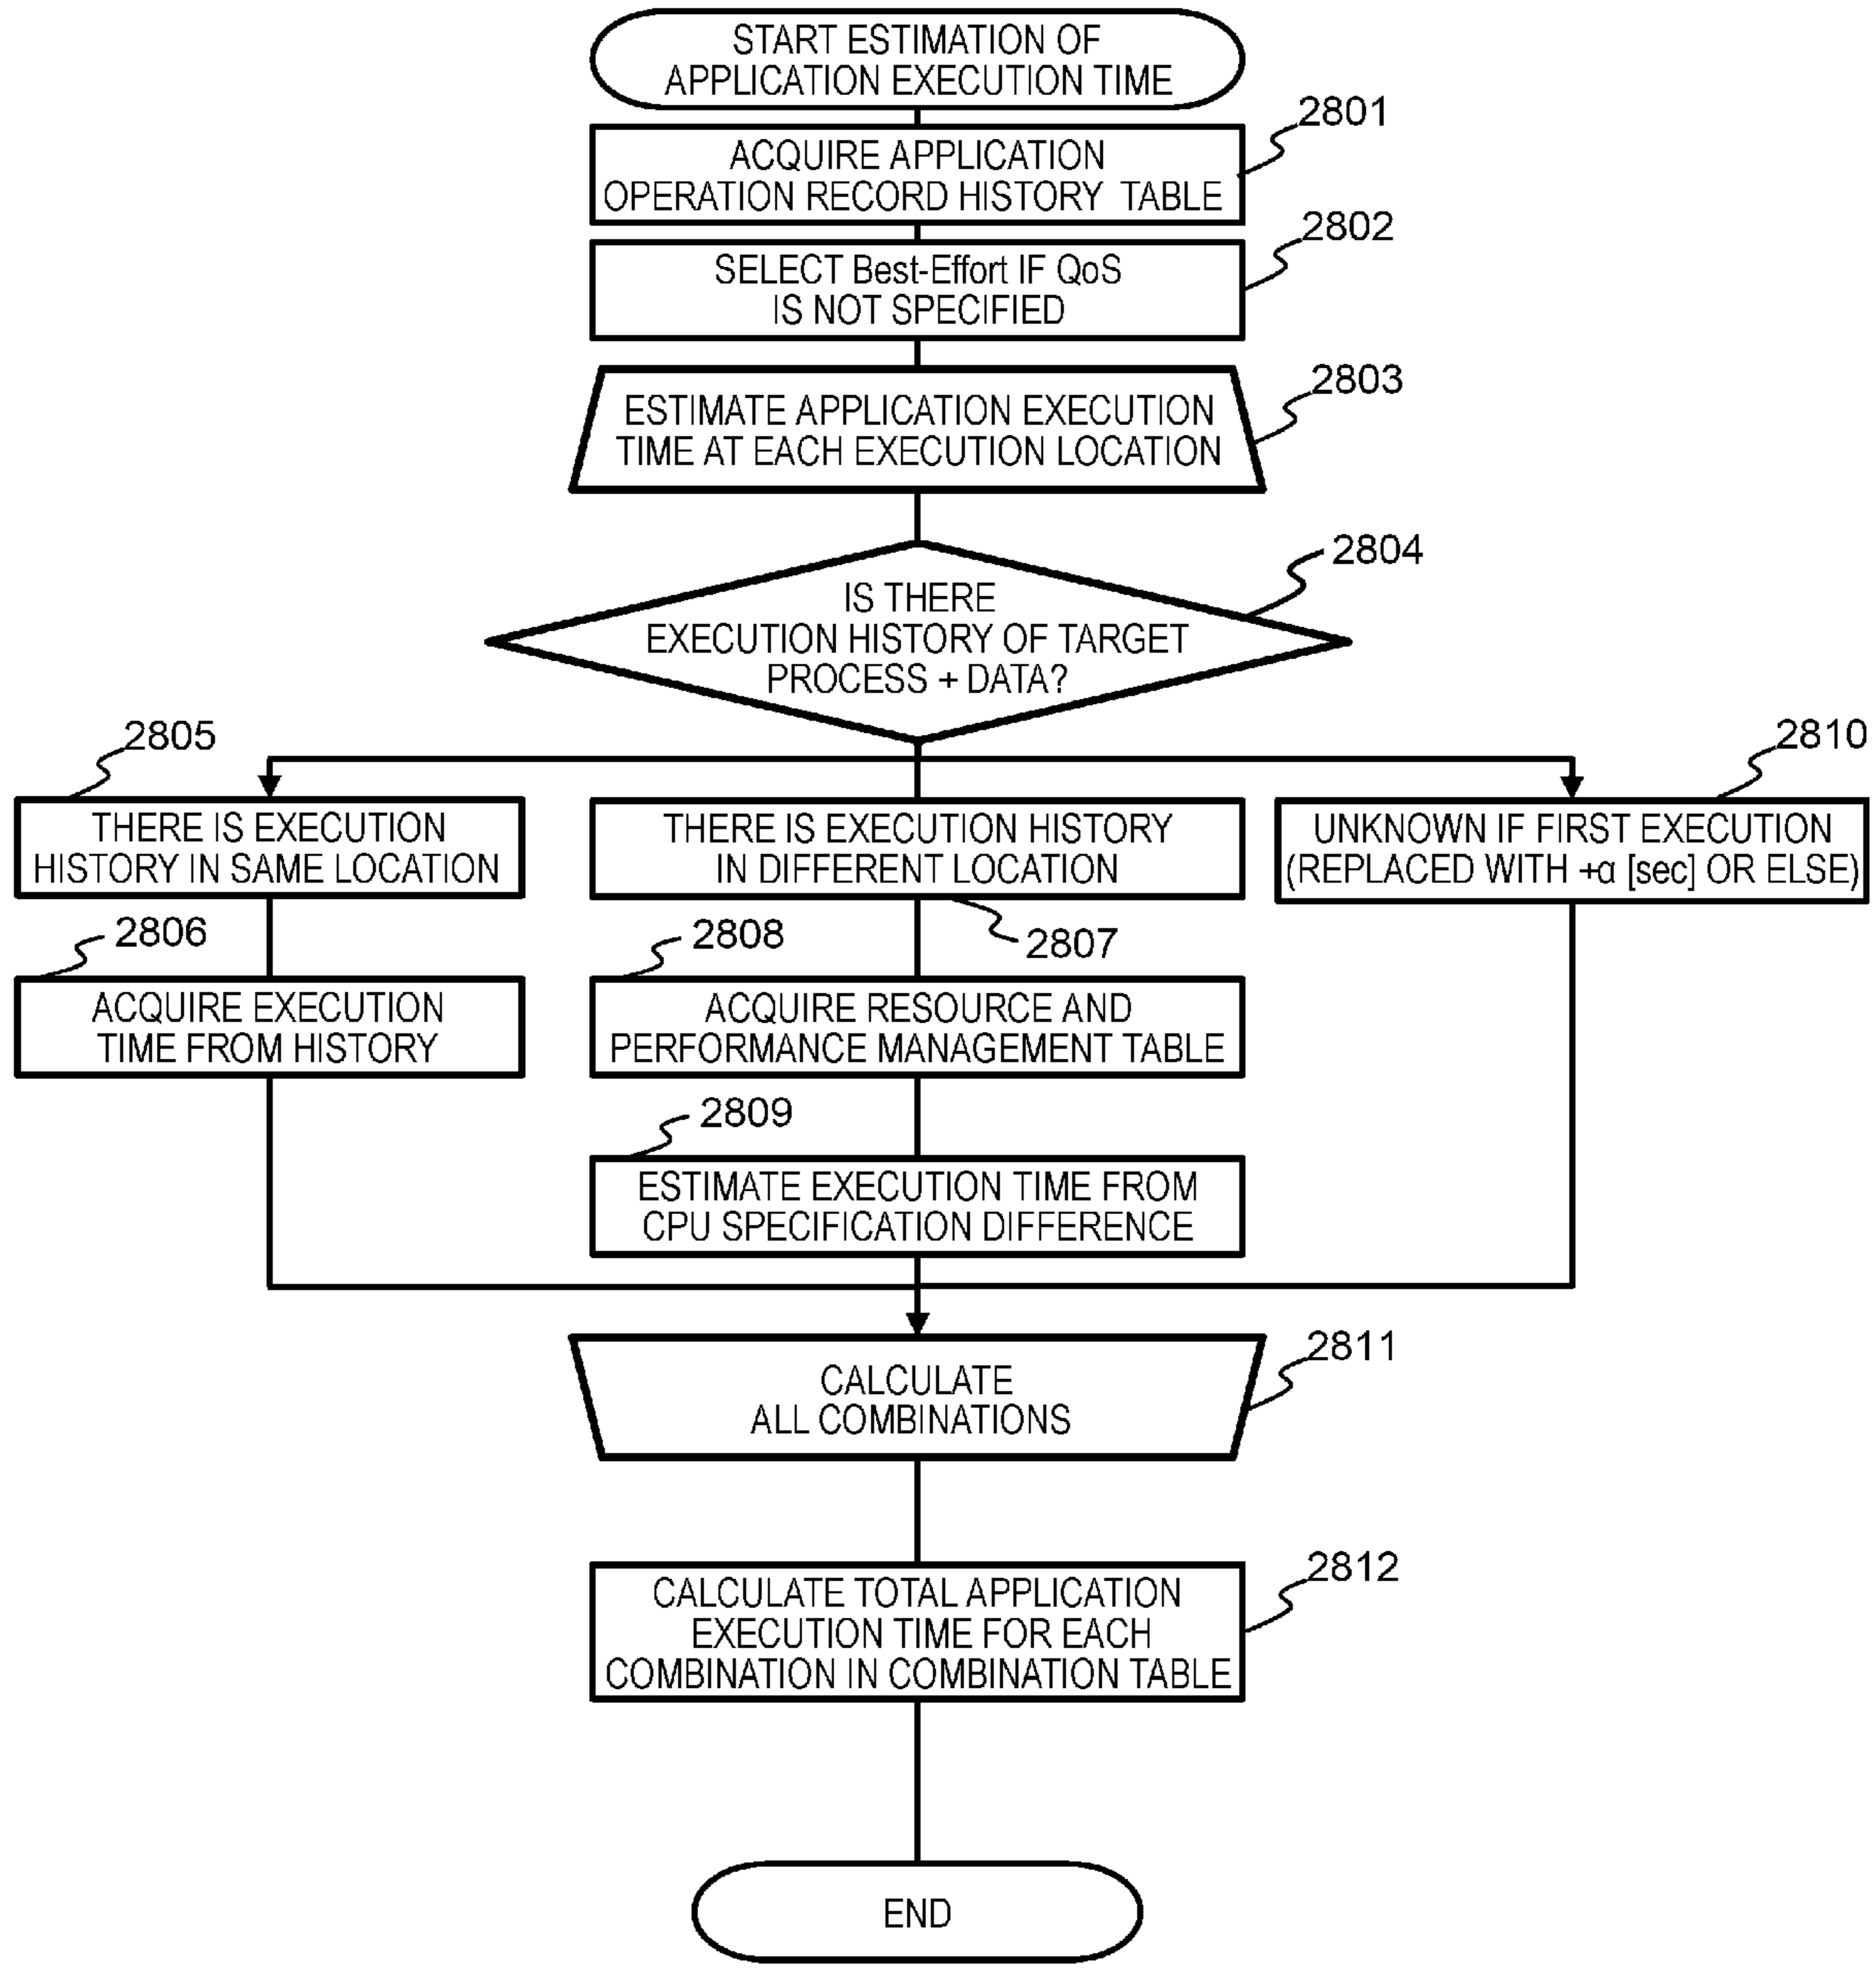 START ESTIMATION OF
APPLICATION EXECUTION TIME
2801
ACQUIRE APPLICATION
OPERATION RECORD HISTORY TABLE
2802
SELECT Best-Effort IF QoS
IS NOT SPECIFIED
2803
ESTIMATE APPLICATION EXECUTION
TIME AT EACH EXECUTION LOCATION
2804
IS THERE
EXECUTION HISTORY OF TARGET
PROCESS + DATA?
2805
THERE IS EXECUTION
HISTORY IN SAME LOCATION
2806
ACQUIRE EXECUTION
TIME FROM HISTORY
THERE IS EXECUTION HISTORY
IN DIFFERENT LOCATION
2807
2808
ACQUIRE RESOURCE AND
PERFORMANCE MANAGEMENT TABLE
2809
ESTIMATE EXECUTION TIME FROM
CPU SPECIFICATION DIFFERENCE
2810
UNKNOWN IF FIRST EXECUTION
(REPLACED WITH +α [sec] OR ELSE)
2811
CALCULATE
ALL COMBINATIONS
2812
CALCULATE TOTAL APPLICATION
EXECUTION TIME FOR EACH
COMBINATION IN COMBINATION TABLE
END